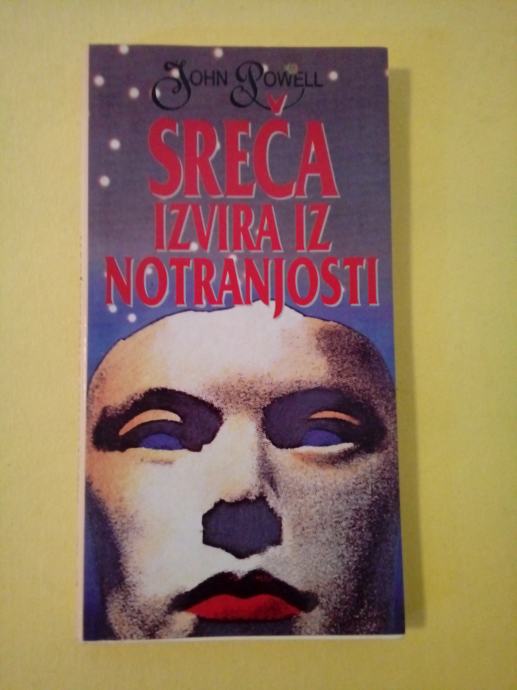 John Powell
SREČA
IZVIRA IZ
NOTRANJOSTI